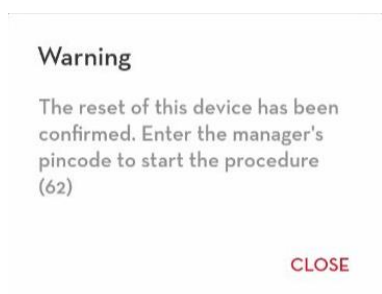 Warning
The reset of this device has been
confirmed. Enter the manager's
pincode to start the procedure
(62)
CLOSE